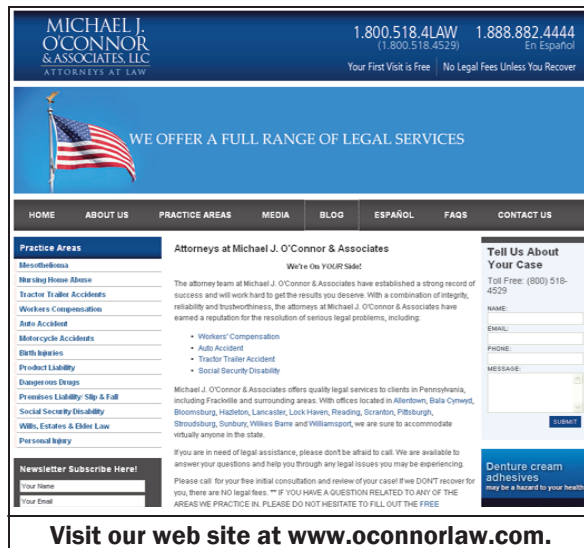 MICHAEL J.
O'CONNOR
& ASSOCIATES, LLC
ATTORNEYS AT LAW
1.800.518.4LAW 1.888.882.4444
(1.800.518.4529) En Español
Your First Visit is Free No Legal Fees Unless You Recover
WE OFFER A FULL RANGE OF LEGAL SERVICES
HOME ABOUT US PRACTICE AREAS MEDIA BLOG ESPAÑOL FAQS CONTACT US
Practice Areas
Mesothelioma
Nursing Home Abuse
Tractor Trailer Accidents
Workers Compensation
Auto Accident
Motorcycle Accidents
Birth Injuries
Product Liability
Dangerous Drugs
Premises Liability: Slip & Fall
Social Security Disability
Wills, Estates & Elder Law
Personal Injury
Newsletter Subscribe Here!
Your Name
Your Email
Attorneys at Michael J. O'Connor & Associates
We're On YOUR Side!
The attorney team at Michael J. O'Connor & Associates have established a strong record of
success and will work hard to get the results you deserve. With a combination of integrity,
reliability and trustworthiness, the attorneys at Michael J. O'Connor & Associates have
earned a reputation for the resolution of serious legal problems, including:
• Workers' Compensation
• Auto Accident
• Tractor Trailer Accident
• Social Security Disability
Michael J. O'Connor & Associates offers quality legal services to clients in Pennsylvania,
including Frackville and surrounding areas. With offices located in Allentown, Bala Cynwyd,
Bloomsburg, Hazleton, Lancaster, Lock Haven, Reading, Scranton, Pittsburgh,
Stroudsburg, Sunbury, Wilkes Barre and Williamsport, we are sure to accommodate
virtually anyone in the state.
If you are in need of legal assistance, please don't be afraid to call. We are available to
answer your questions and help you through any legal issues you may be experiencing.
Please call for your free initial consultation and review of your case! If we DON'T recover for
you, there are NO legal fees. ** IF YOU HAVE A QUESTION RELATED TO ANY OF THE
AREAS WE PRACTICE IN, PLEASE DO NOT HESITATE TO FILL OUT THE FREE
Tell Us About
Your Case
Toll Free: (800) 518-
4529
NAME:
EMAIL:
PHONE:
MESSAGE:
SUBMIT
Denture cream
adhesives
may be a hazard to your health
Visit our web site at www.oconnorlaw.com.